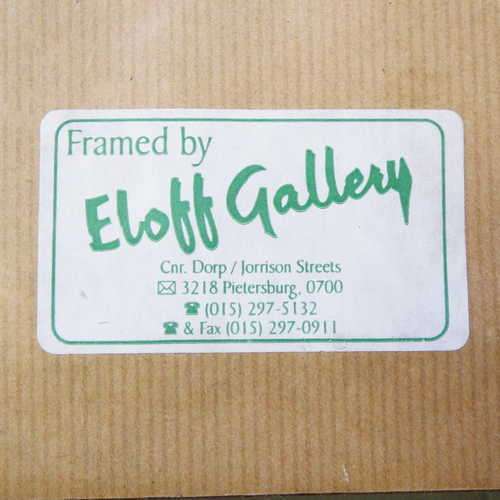 Framed by
Eloff Gallery
Cnr. Dorp / Jorrison Streets
✉ 3218 Pietersburg, 0700
☎ (015) 297-5132
☎ & Fax (015) 297-0911